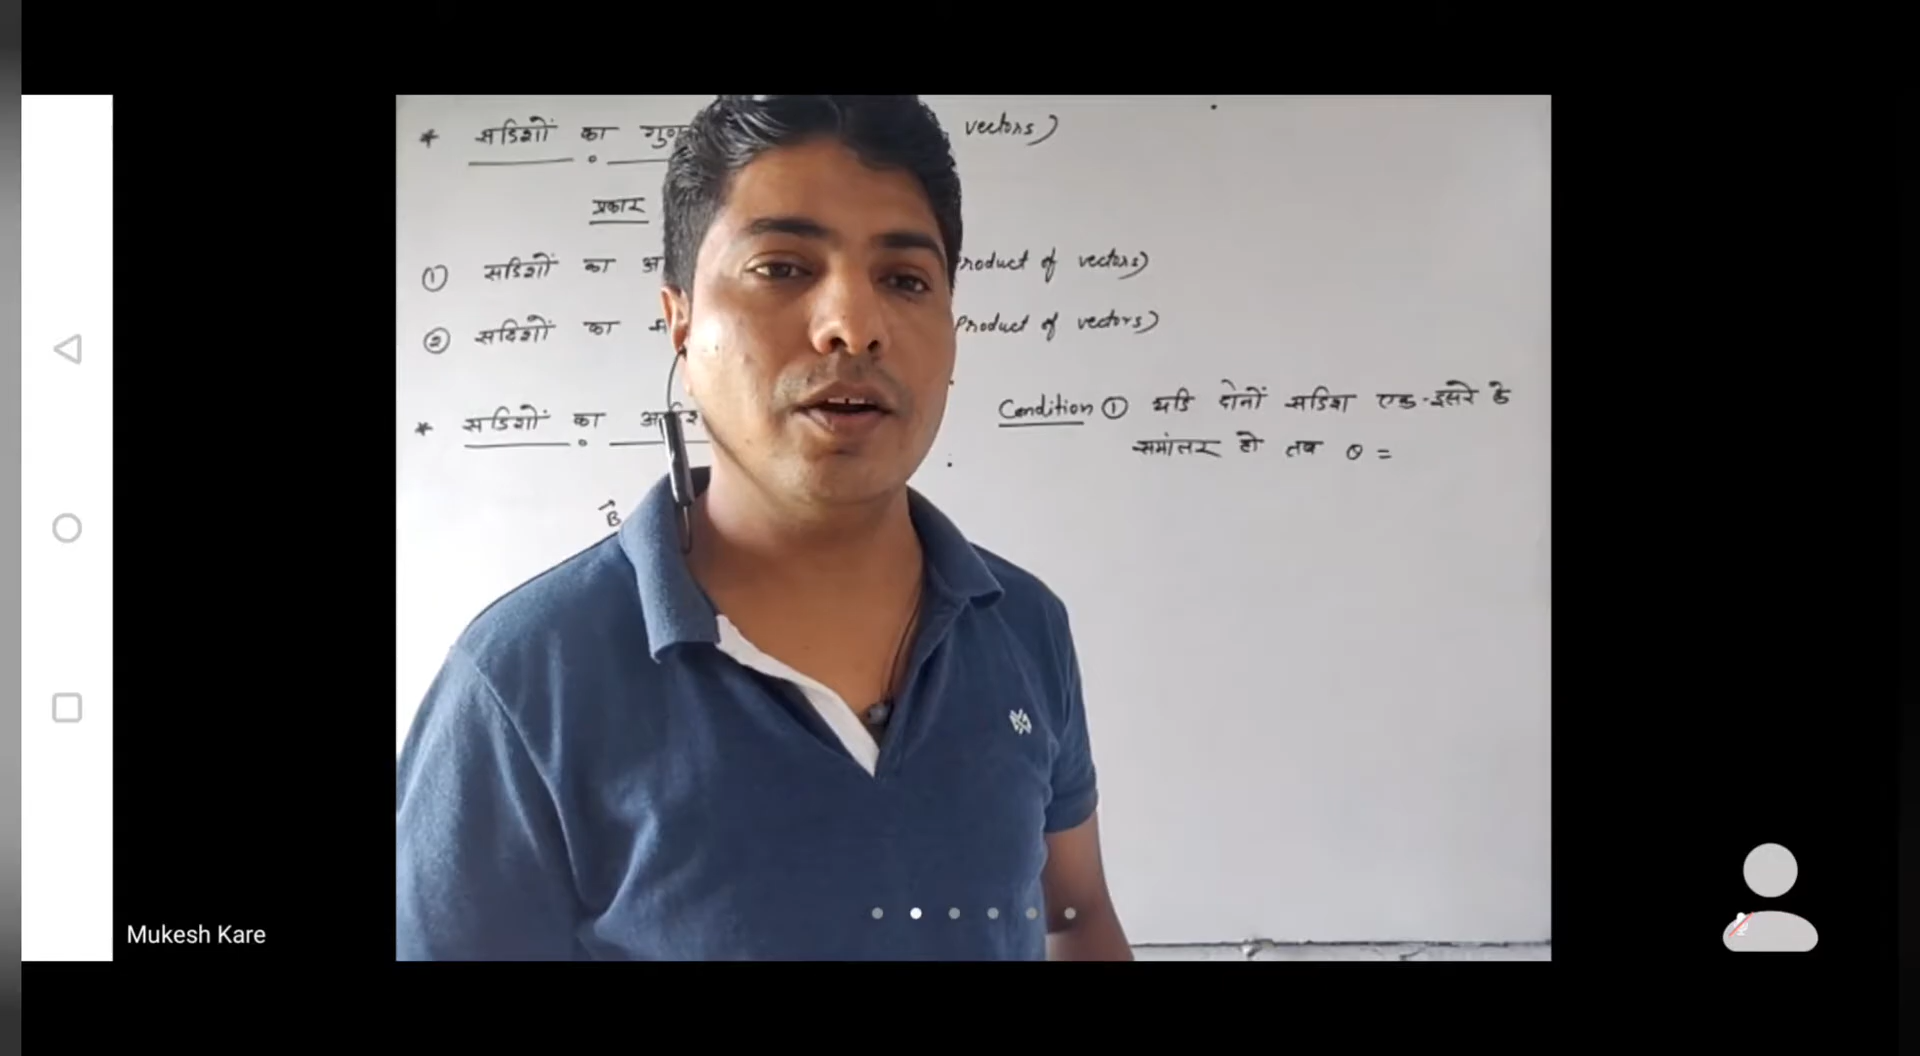 * सदिशों का vectors)
प्रकार
① सदिशों का Product of vectors)
② सदिशों का Product of vectors)
* सदिशों का
Condition ① यदि दोनों सदिश एक-दूसरे के
समांतर हो तब θ =
B⃗
Mukesh Kare